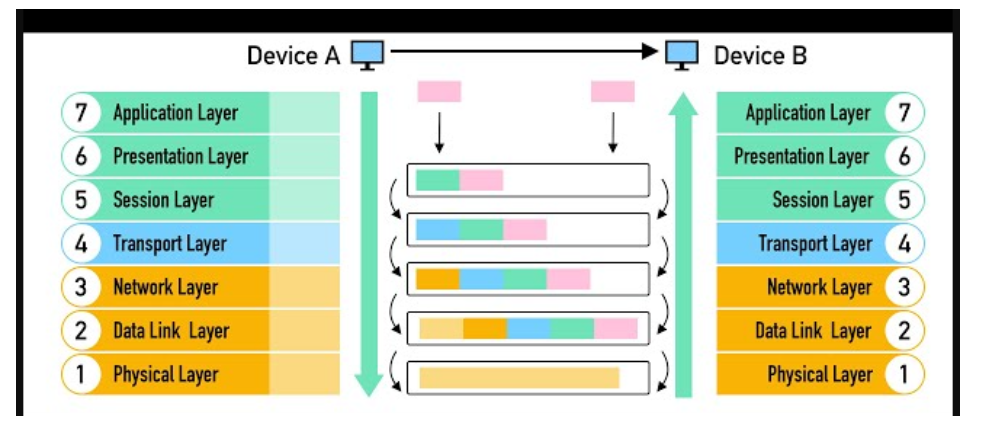 Device A
Device B
7 Application Layer
6 Presentation Layer
5 Session Layer
4 Transport Layer
3 Network Layer
2 Data Link Layer
1 Physical Layer
Application Layer 7
Presentation Layer 6
Session Layer 5
Transport Layer 4
Network Layer 3
Data Link Layer 2
Physical Layer 1